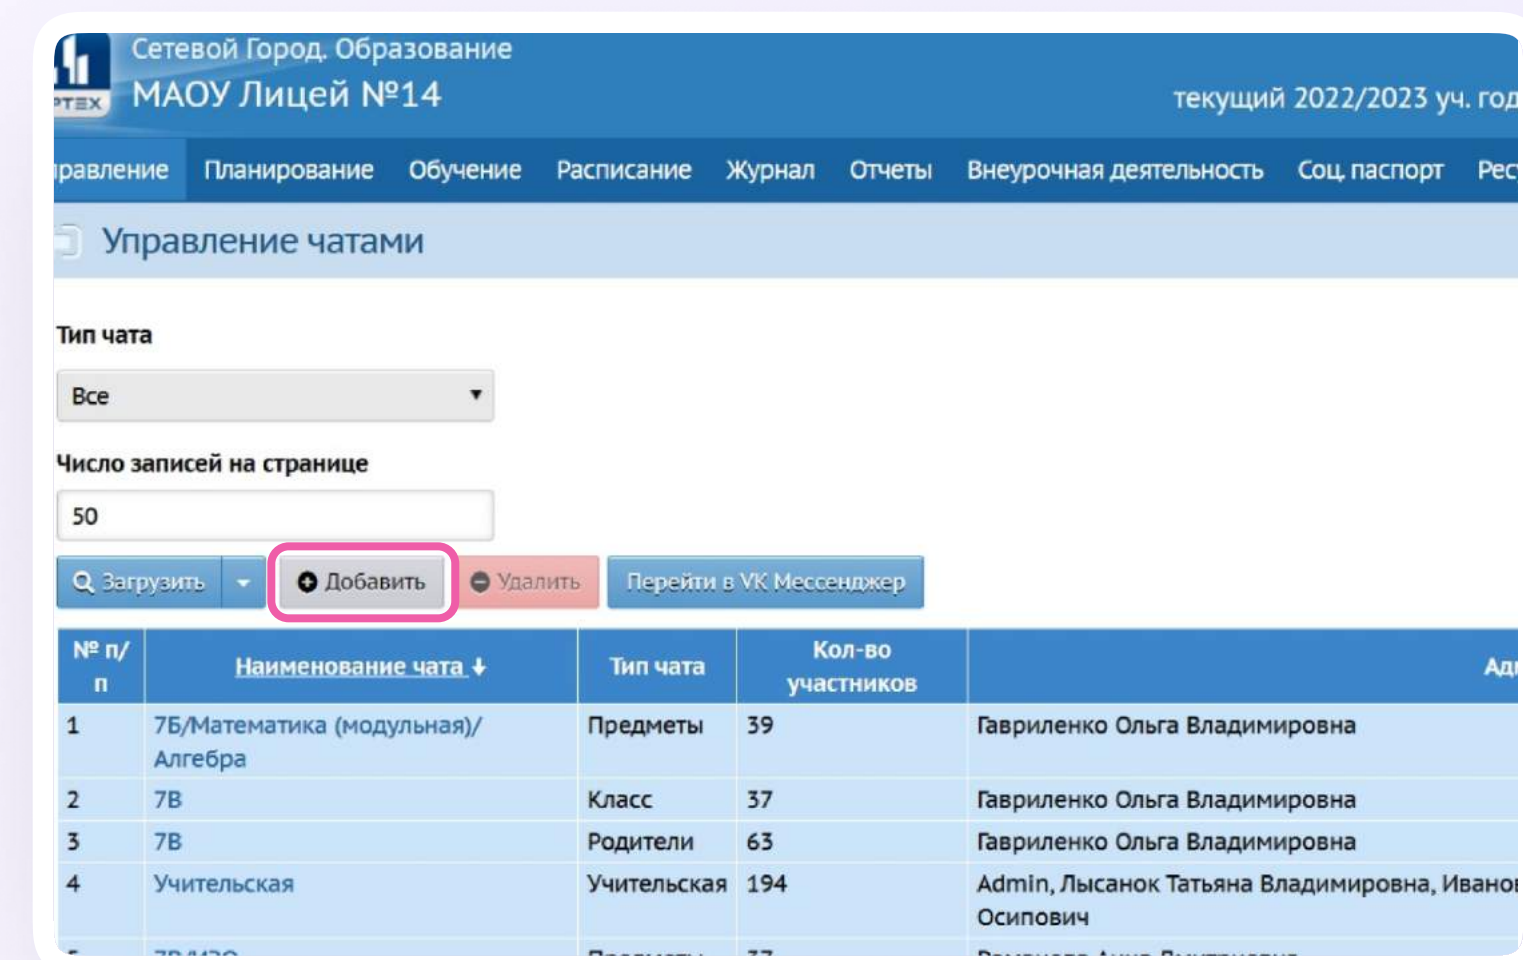 Сетевой Город. Образование
МАОУ Лицей №14
текущий 2022/2023 уч. год
Планирование Обучение Расписание Журнал Отчеты Внеурочная деятельность Соц. паспорт
Управление чатами
Тип чата
Все
Число записей на странице
50
Загрузить Добавить Удалить Перейти в VK Мессенджер
№ п/п Наименование чата Тип чата Кол-во участников
1 7Б/Математика (модульная)/ Предметы 39 Гавриленко Ольга Владимировна
Алгебра
2 7В Класс 37 Гавриленко Ольга Владимировна
3 7В Родители 63 Гавриленко Ольга Владимировна
4 Учительская Учительская 194 Admin, Лысанок Татьяна Владимировна,
Осипович